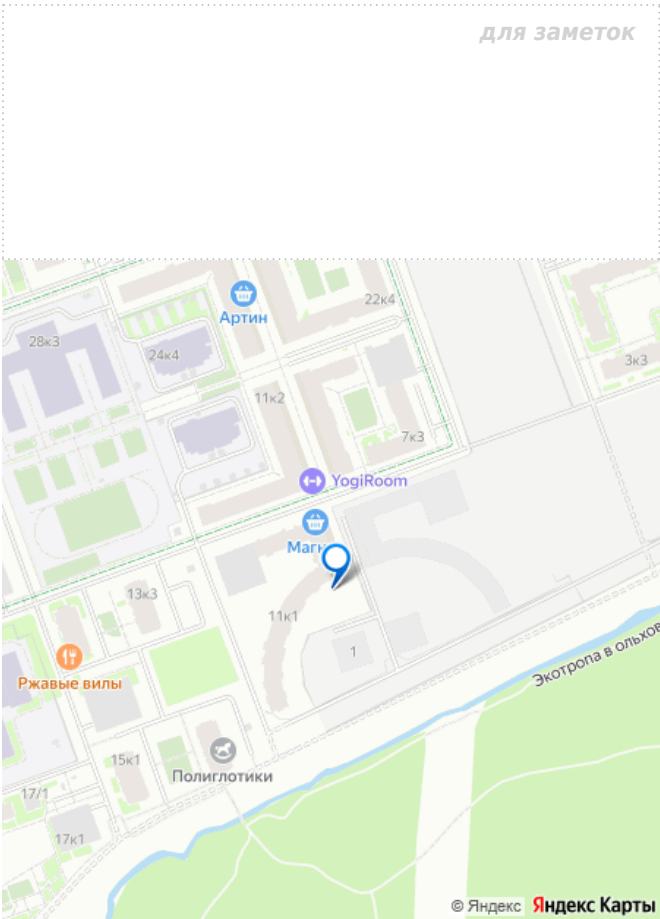 для заметок
22к4
Артин
28к3
24к4
3к3
11к2
7к3
YogiRoom
Магн
13к3
11к1
1
Экотропа в ольхов
Ржавые вилы
15к1
Полиглотики
17/1
17к1
© Яндекс Яндекс Карты